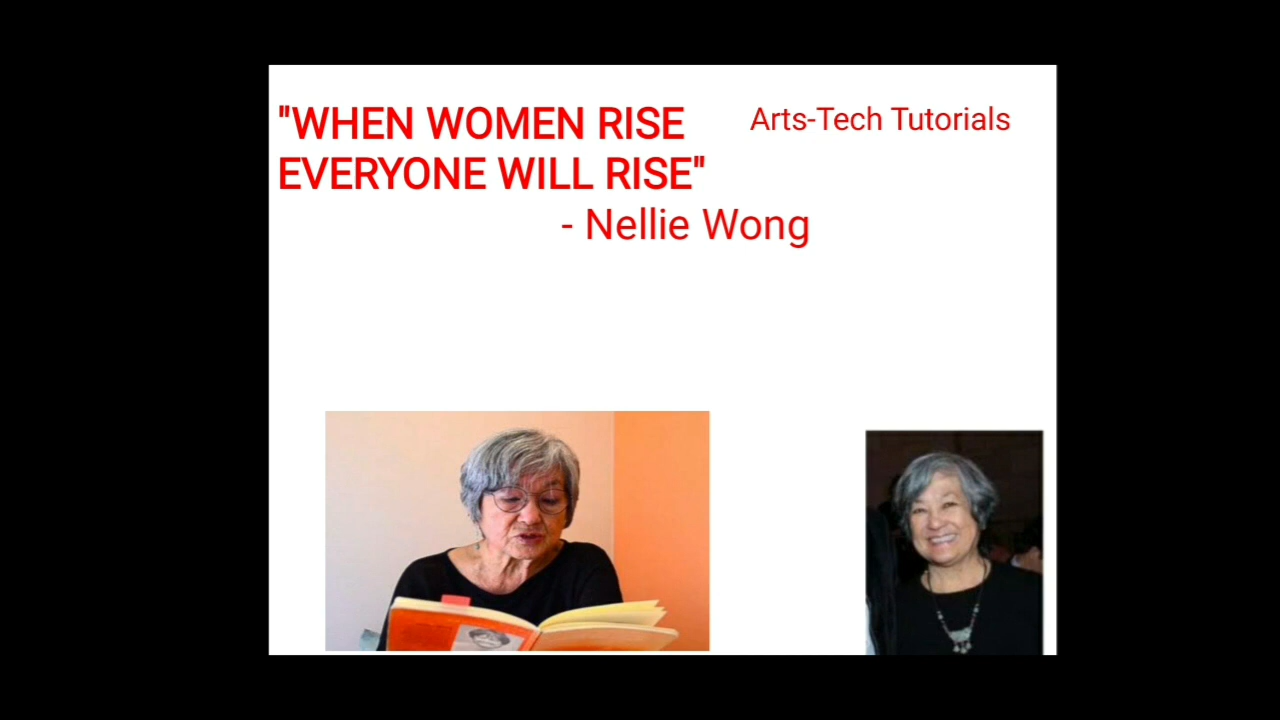 "WHEN WOMEN RISE
EVERYONE WILL RISE"
- Nellie Wong
Arts-Tech Tutorials